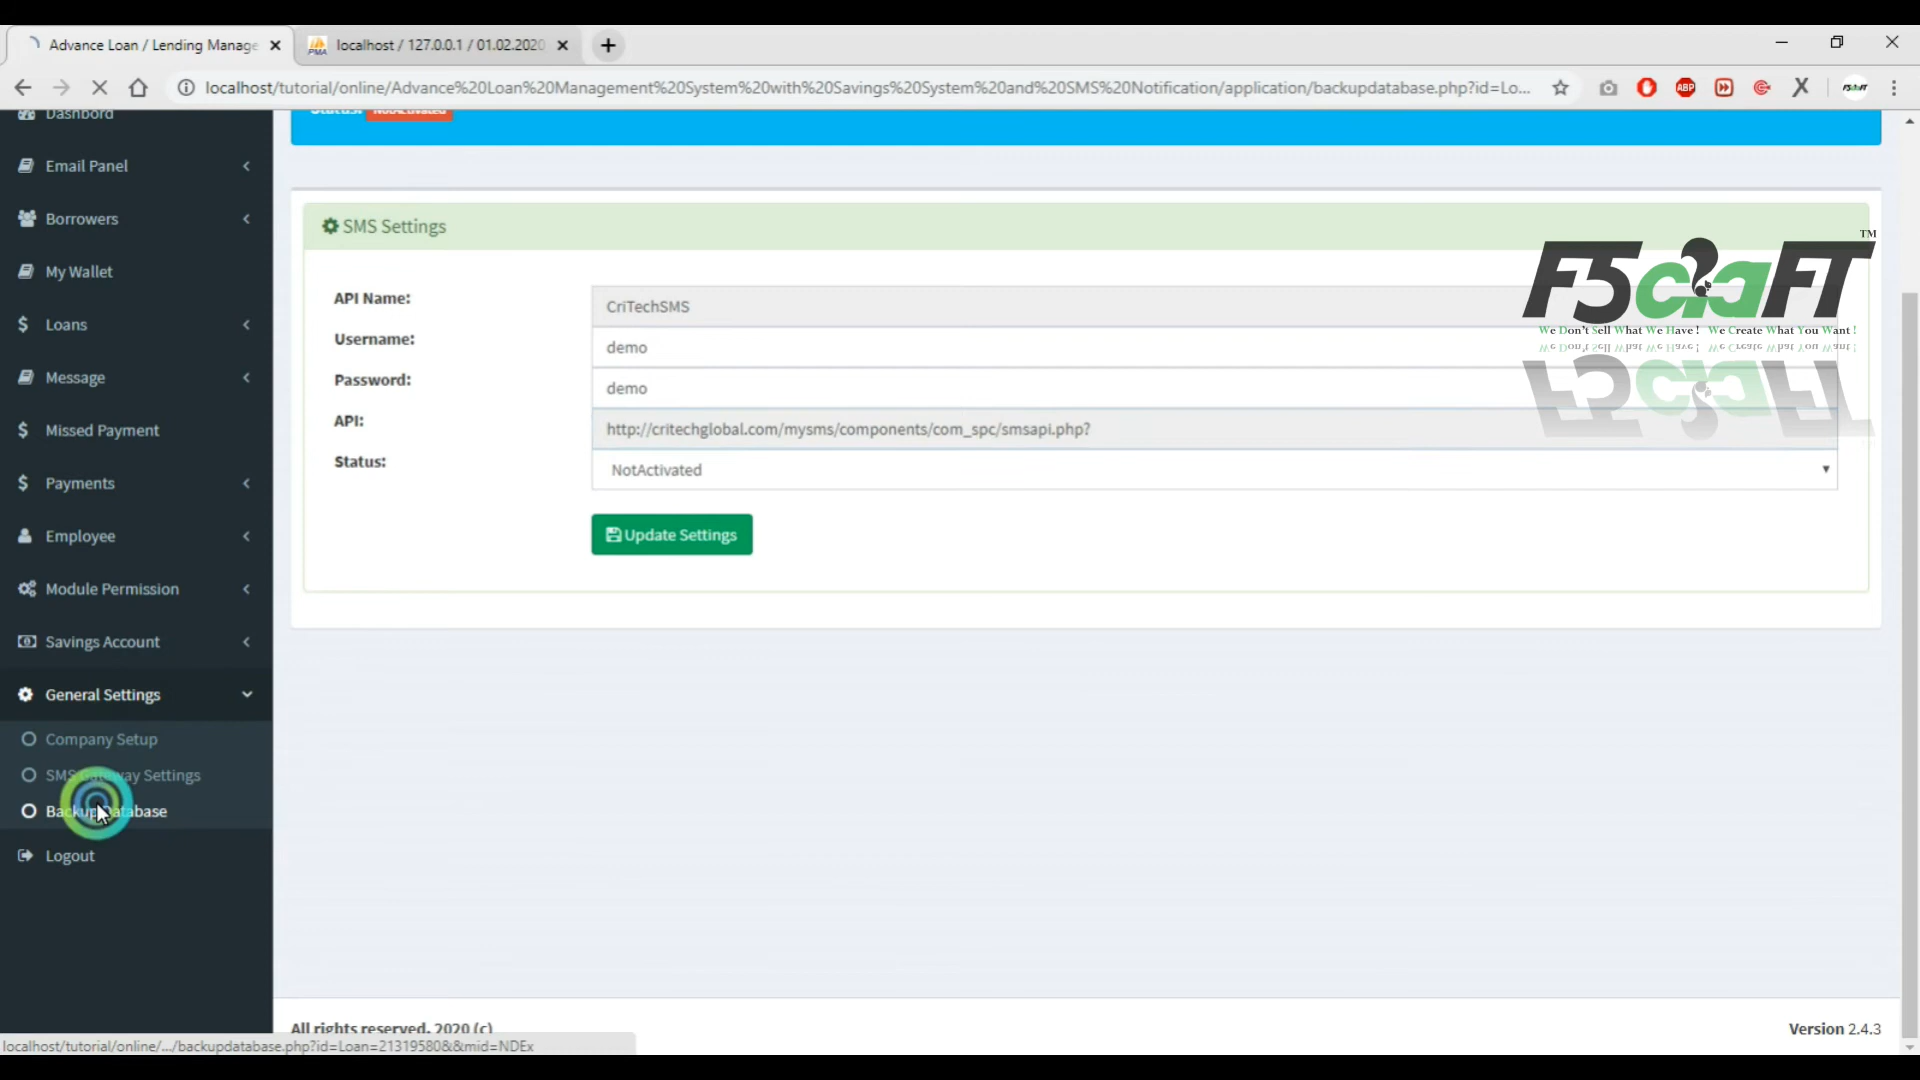 Advance Loan / Lending Manage
localhost / 127.0.0.1 / 01.02.2020
localhost/tutorial/online/Advance%20Loan%20Management%20System%20with%20Savings%20System%20and%20SMS%20Notification/application/backupdatabase.php?id=Lo...
ABP
Dashbord
Status: NotActivated
Email Panel
Borrowers
My Wallet
Loans
Message
Missed Payment
Payments
Employee
Module Permission
Savings Account
General Settings
Company Setup
SMS Gateway Settings
Backup Database
Logout
SMS Settings
API Name: CriTechSMS
Username: demo
Password: demo
API: http://critechglobal.com/mysms/components/com_spc/smsapi.php?
Status: NotActivated
Update Settings
TM
F5craFT
We Don't Sell What We Have! We Create What You Want!
All rights reserved. 2020 (c)
Version 2.4.3
localhost/tutorial/online/.../backupdatabase.php?id=Loan=21319580&&mid=NDEx